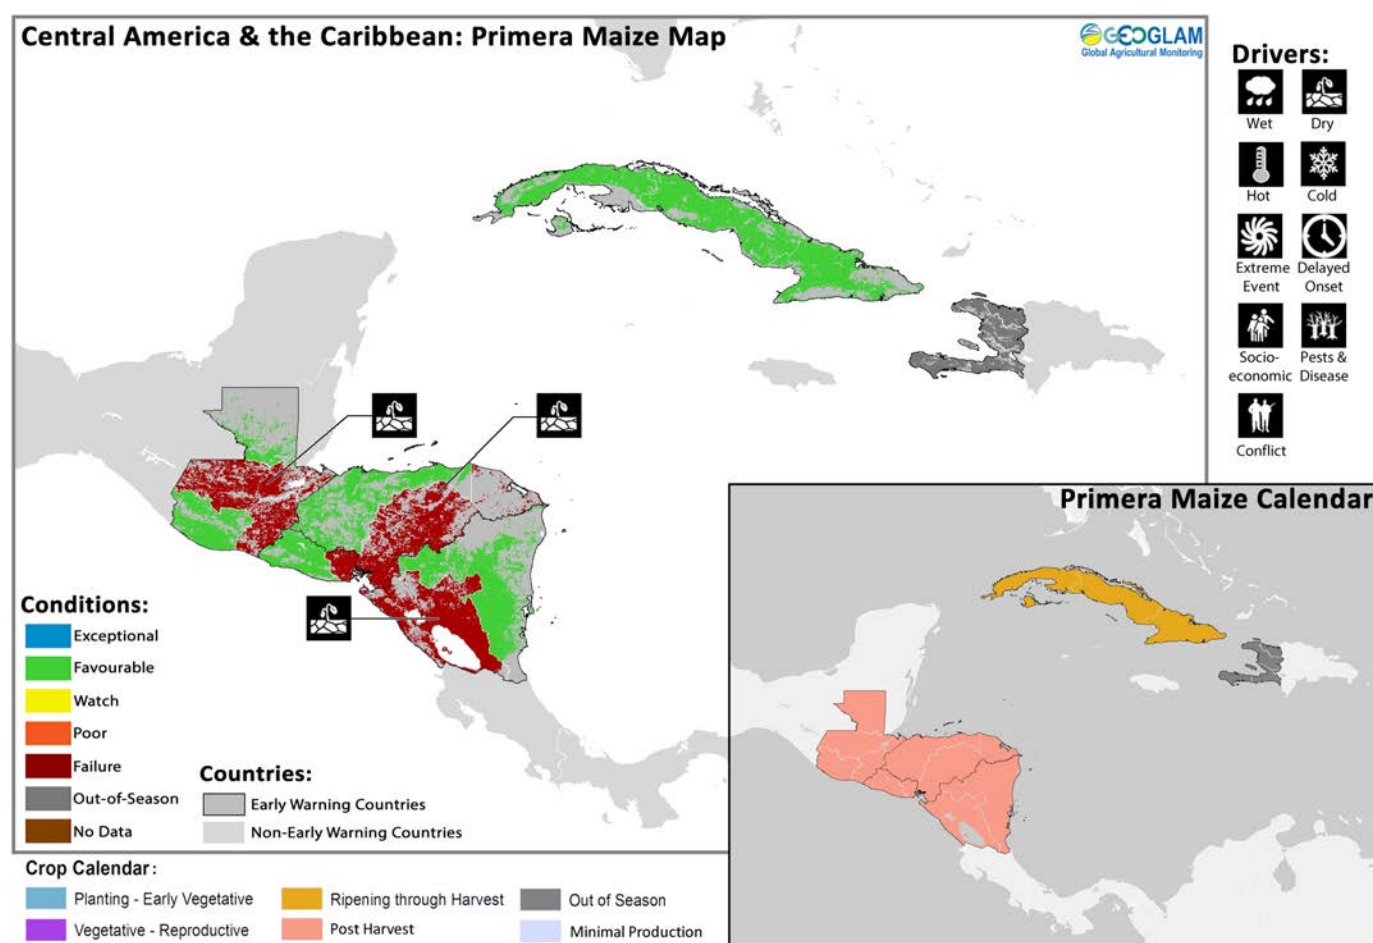 Central America & the Caribbean: Primera Maize Map
GEOGLAM
Global Agricultural Monitoring
Drivers:
Wet
Dry
Hot
Cold
Extreme
Event
Delayed
Onset
Socio-
economic
Pests &
Disease
Conflict
Primera Maize Calendar
Conditions:
Exceptional
Favourable
Watch
Poor
Failure
Out-of-Season
No Data
Countries:
Early Warning Countries
Non-Early Warning Countries
Crop Calendar:
Planting - Early Vegetative
Vegetative - Reproductive
Ripening through Harvest
Post Harvest
Out of Season
Minimal Production